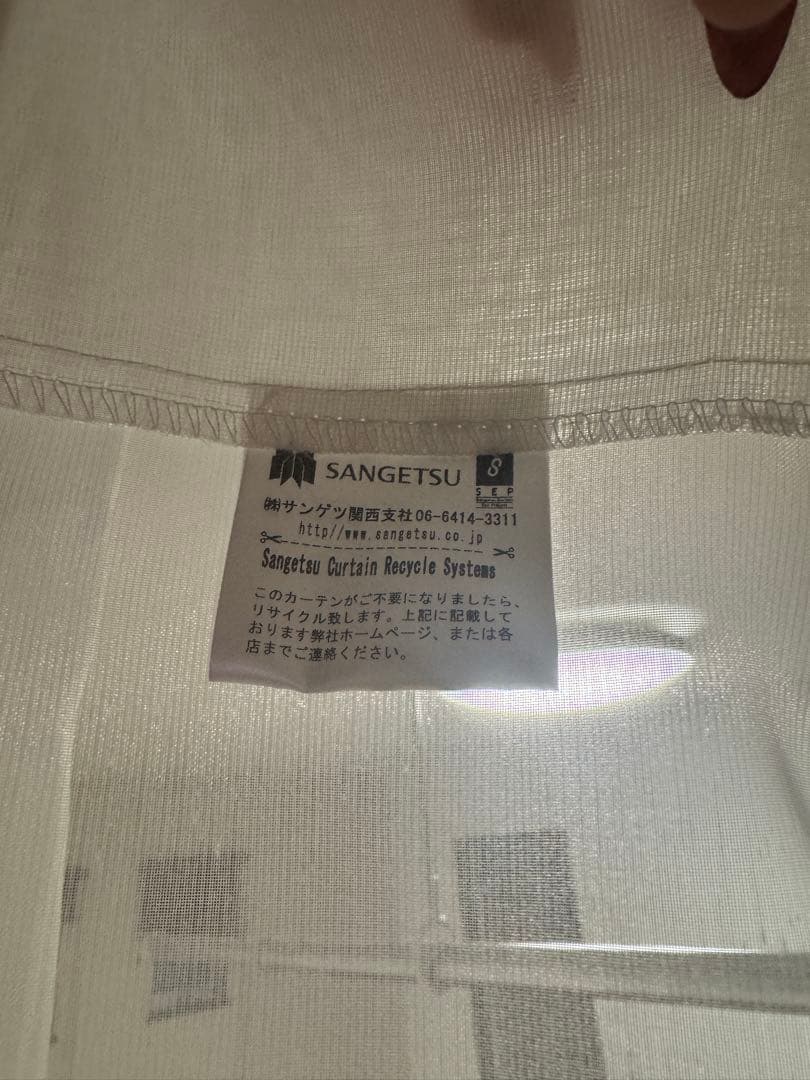 SANGETSU
S
SEP
㈱サンゲツ関西支社06-6414-3311
http//www.sangetsu.co.jp
Sangetsu Curtain Recycle Systems
このカーテンがご不要になりましたら、
リサイクル致します。上記に記載して
おります弊社ホームページ、または各
店までご連絡ください。